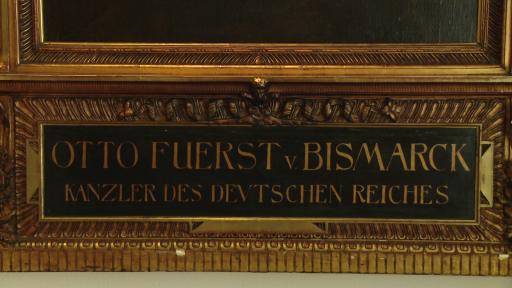 OTTO FUERST v. BISMARCK
KANZLER DES DEVTSCHEN REICHES